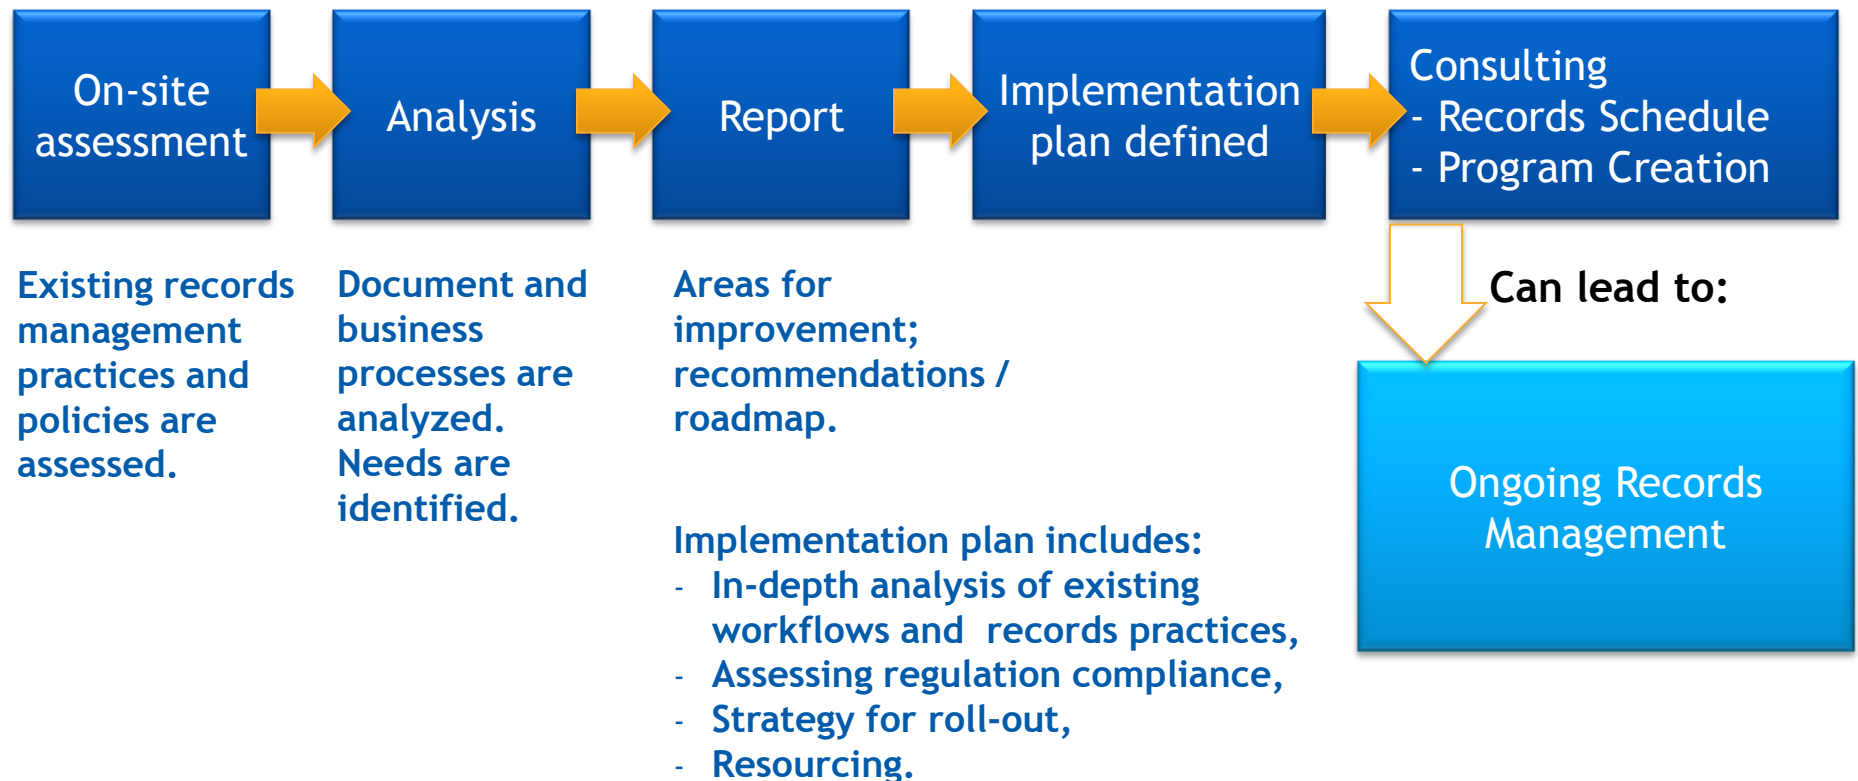 On-site
assessment
Analysis
Report
Implementation
plan defined
Consulting
- Records Schedule
- Program Creation
Existing records
management
practices and
policies are
assessed.
Document and
business
processes are
analyzed.
Needs are
identified.
Areas for
improvement;
recommendations /
roadmap.
Implementation plan includes:
- In-depth analysis of existing
workflows and records practices,
- Assessing regulation compliance,
- Strategy for roll-out,
- Resourcing.
Can lead to:
Ongoing Records
Management